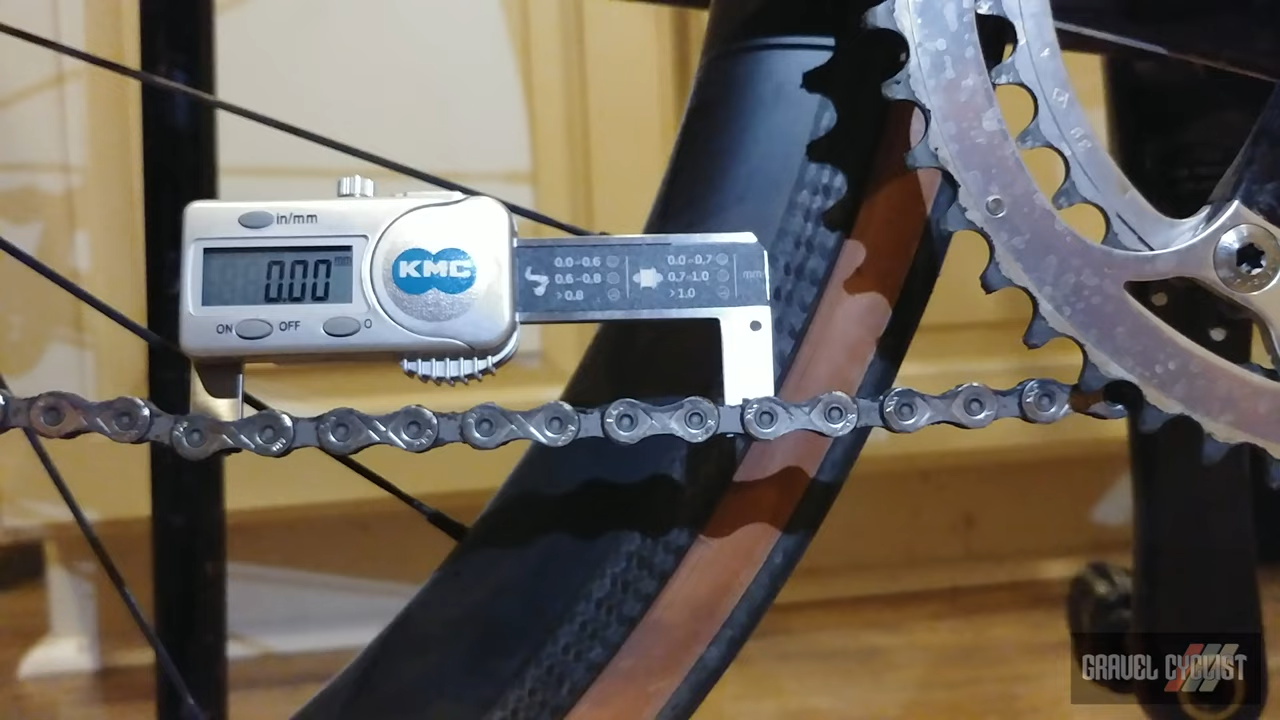 in/mm
0.00 mm
ON OFF 0
KMC
0.0-0.6
0.6-0.8
>0.8
0.0-0.7
0.7-1.0
>1.0
mm
GRAVEL CYCLIST